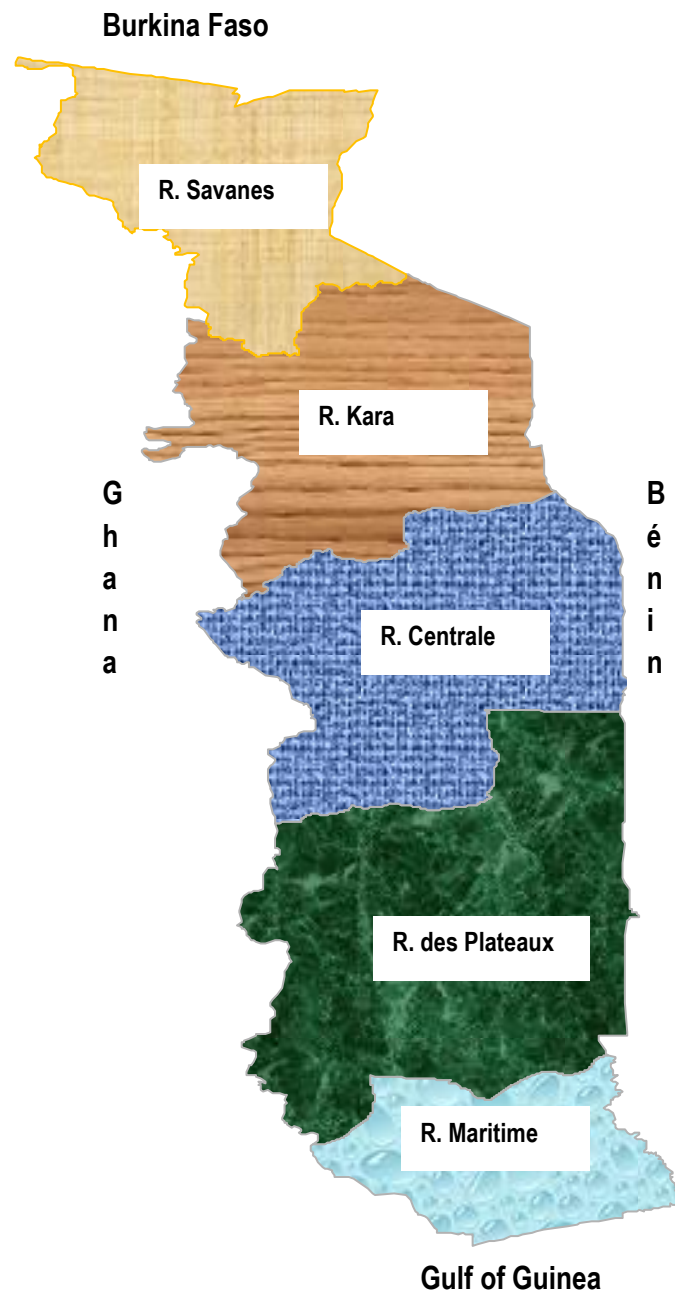 Burkina Faso
R. Savanes
R. Kara
G
h
a
n
a
B
é
n
i
n
R. Centrale
R. des Plateaux
R. Maritime
Gulf of Guinea